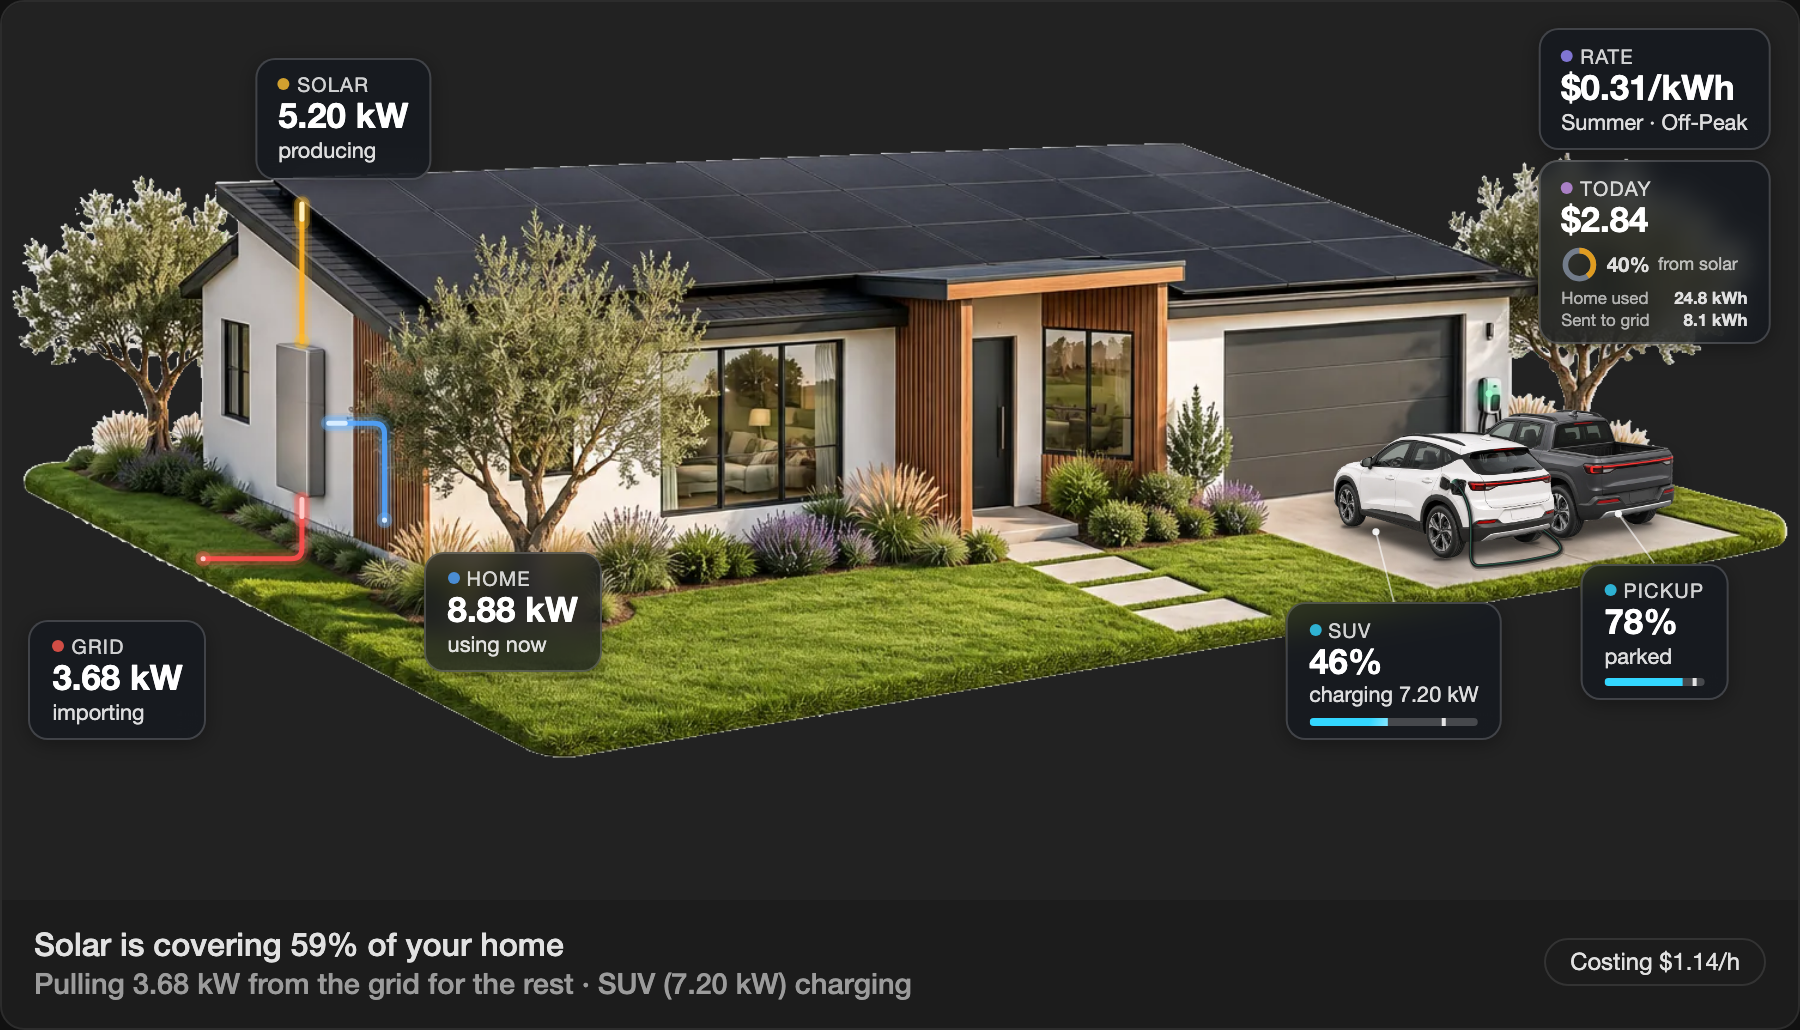 SOLAR
5.20 kW
producing
RATE
$0.31/kWh
Summer · Off-Peak
TODAY
$2.84
40% from solar
Home used 24.8 kWh
Sent to grid 8.1 kWh
HOME
8.88 kW
using now
GRID
3.68 kW
importing
SUV
46%
charging 7.20 kW
PICKUP
78%
parked
Solar is covering 59% of your home
Pulling 3.68 kW from the grid for the rest · SUV (7.20 kW) charging
Costing $1.14/h